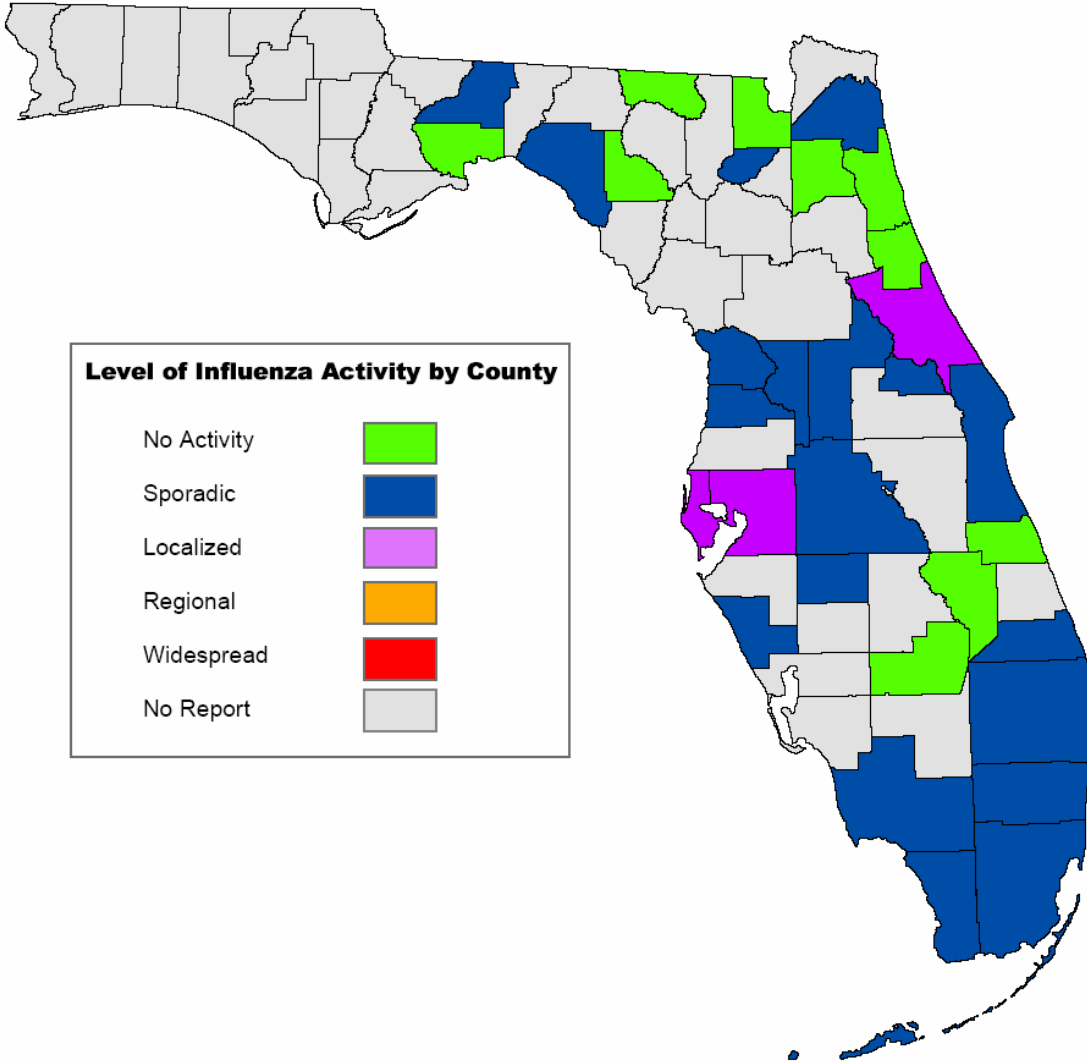 Level of Influenza Activity by County
No Activity
Sporadic
Localized
Regional
Widespread
No Report